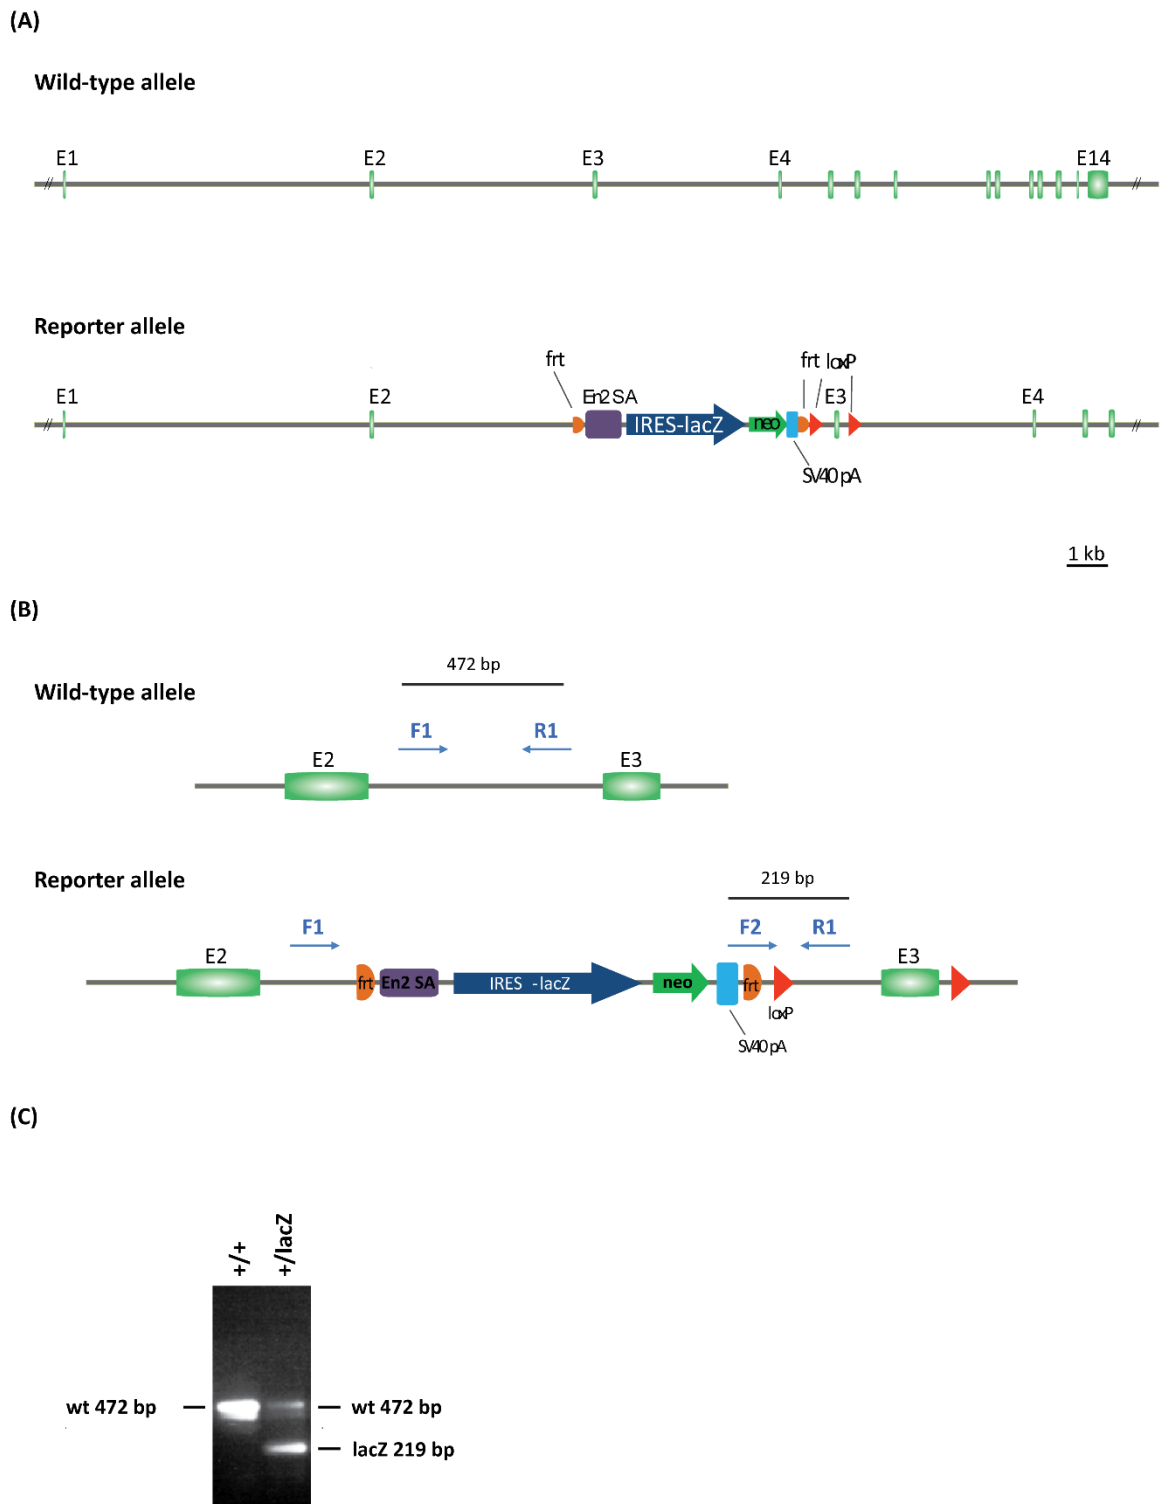 (A)
Wild-type allele
E1 E2 E3 E4 E14
Reporter allele
frt frt loxP
E1 E2 En2 SA E3 E4
IRES-lacZ neo
SV40 pA
1 kb
(B)
472 bp
Wild-type allele
F1 R1
E2 E3
Reporter allele
219 bp
F1 F2 R1
E2 E3
frt En2 SA IRES -lacZ neo frt
loxP
SV40 pA
(C)
+/+ +/lacZ
wt 472 bp wt 472 bp
lacZ 219 bp